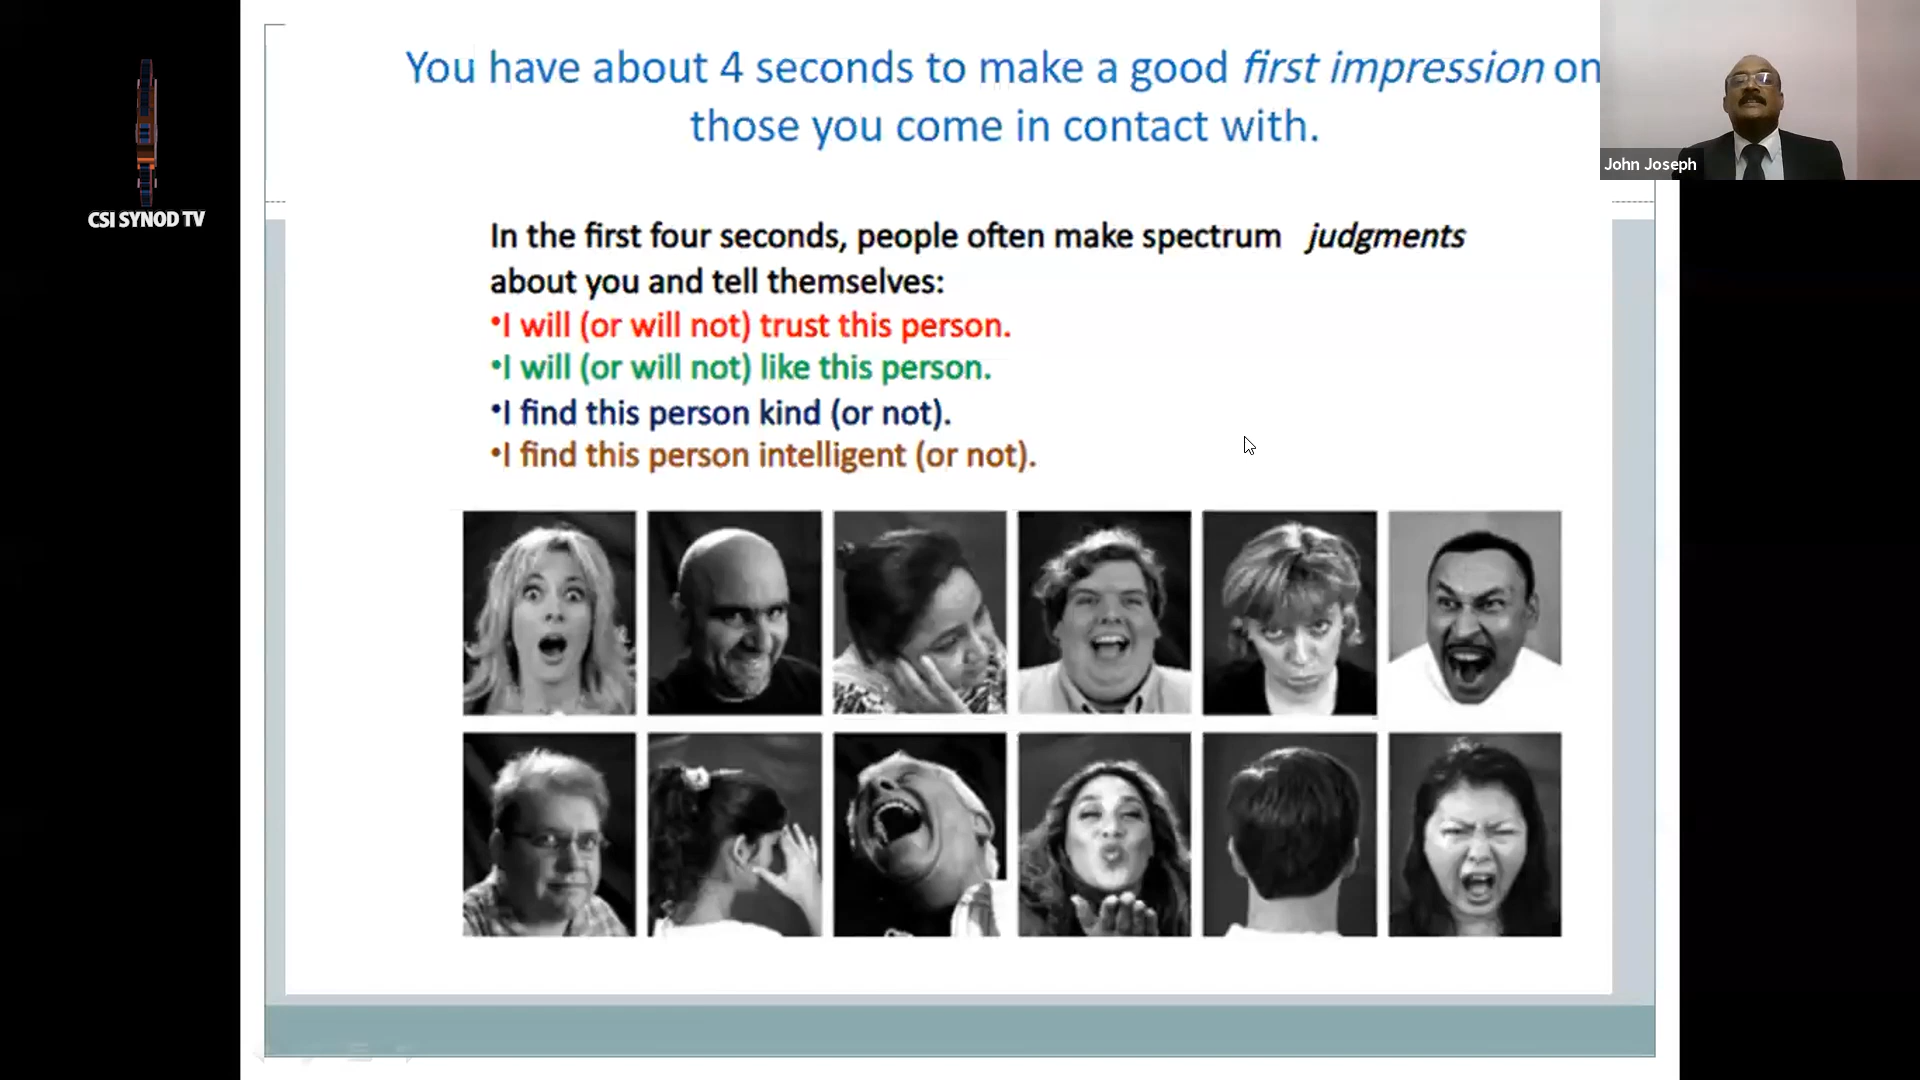 You have about 4 seconds to make a good first impression on
those you come in contact with.
John Joseph
CSI SYNOD TV
In the first four seconds, people often make spectrum judgments
about you and tell themselves:
•I will (or will not) trust this person.
•I will (or will not) like this person.
•I find this person kind (or not).
•I find this person intelligent (or not).